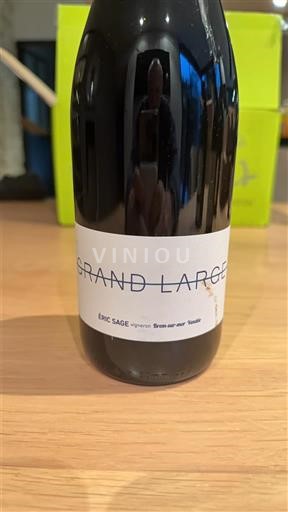 VINIOU
GRAND LARGE
ÉRIC SAGE vigneron Brem-sur-mer Vendée